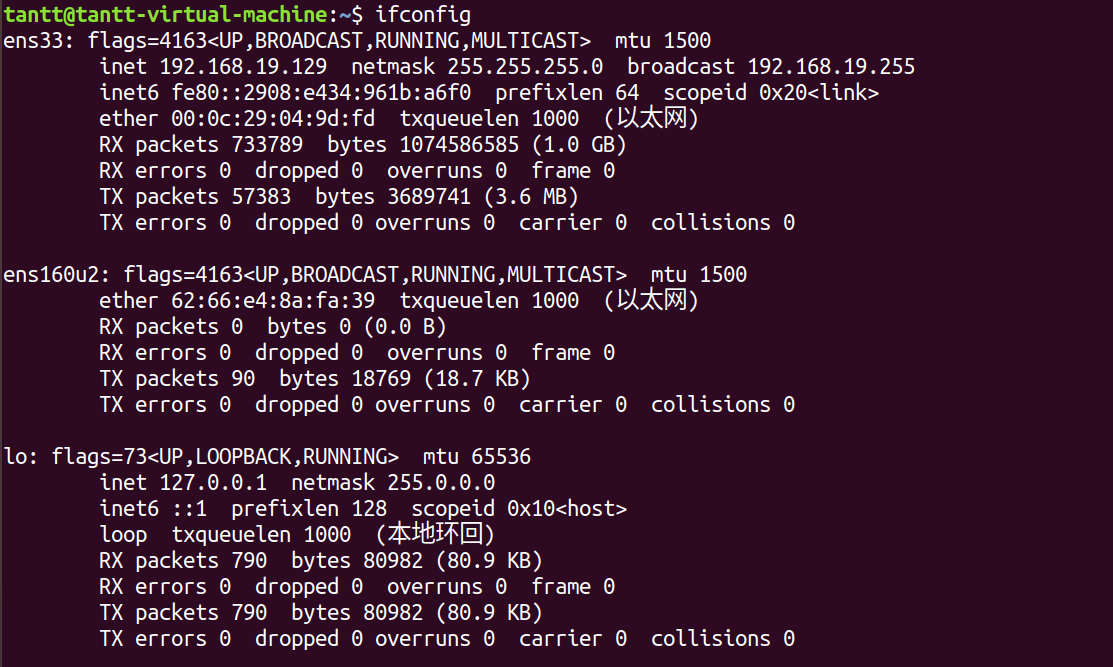 tantt@tantt-virtual-machine:~$ ifconfig
ens33: flags=4163<UP,BROADCAST,RUNNING,MULTICAST>  mtu 1500
        inet 192.168.19.129  netmask 255.255.255.0  broadcast 192.168.19.255
        inet6 fe80::2908:e434:961b:a6f0  prefixlen 64  scopeid 0x20<link>
        ether 00:0c:29:04:9d:fd  txqueuelen 1000  (以太网)
        RX packets 733789  bytes 1074586585 (1.0 GB)
        RX errors 0  dropped 0  overruns 0  frame 0
        TX packets 57383  bytes 3689741 (3.6 MB)
        TX errors 0  dropped 0 overruns 0  carrier 0  collisions 0

ens160u2: flags=4163<UP,BROADCAST,RUNNING,MULTICAST>  mtu 1500
        ether 62:66:e4:8a:fa:39  txqueuelen 1000  (以太网)
        RX packets 0  bytes 0 (0.0 B)
        RX errors 0  dropped 0  overruns 0  frame 0
        TX packets 90  bytes 18769 (18.7 KB)
        TX errors 0  dropped 0 overruns 0  carrier 0  collisions 0

lo: flags=73<UP,LOOPBACK,RUNNING>  mtu 65536
        inet 127.0.0.1  netmask 255.0.0.0
        inet6 ::1  prefixlen 128  scopeid 0x10<host>
        loop  txqueuelen 1000  (本地环回)
        RX packets 790  bytes 80982 (80.9 KB)
        RX errors 0  dropped 0  overruns 0  frame 0
        TX packets 790  bytes 80982 (80.9 KB)
        TX errors 0  dropped 0 overruns 0  carrier 0  collisions 0